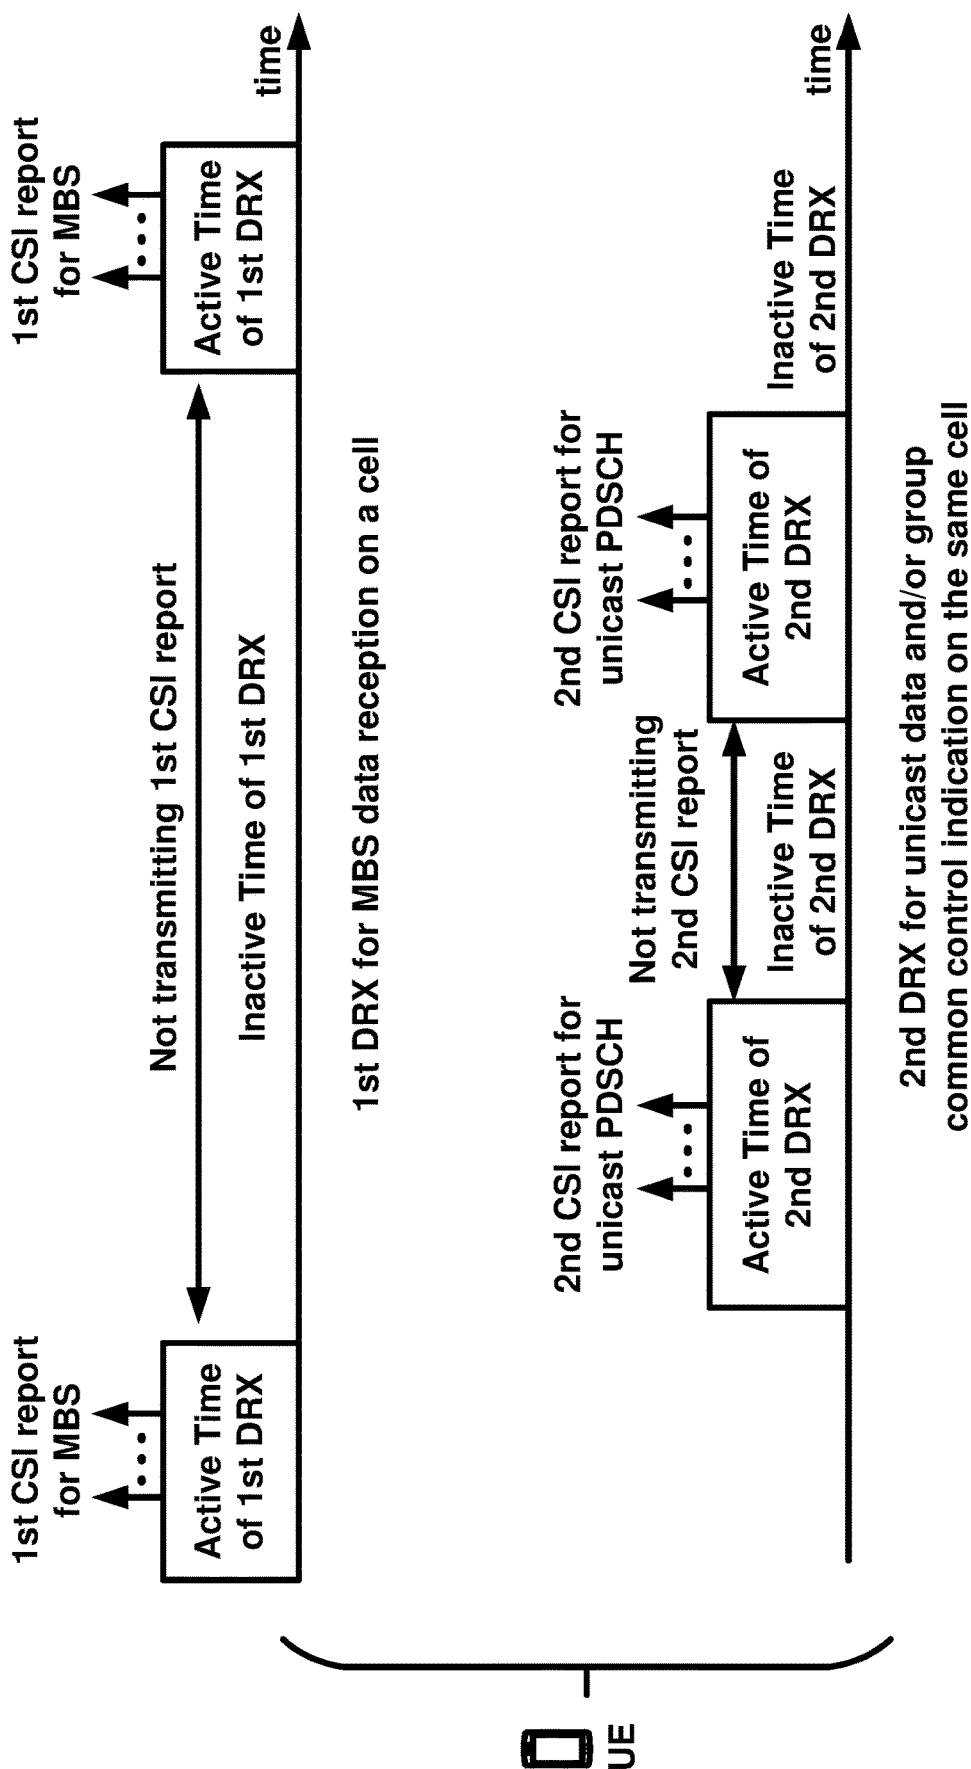 1st CSI report
for MBS
Active Time
of 1st DRX
Not transmitting 1st CSI report
Inactive Time of 1st DRX
1st CSI report
for MBS
Active Time
of 1st DRX
time
1st DRX for MBS data reception on a cell
UE
2nd CSI report for
unicast PDSCH
Active Time of
2nd DRX
Not transmitting
2nd CSI report
Inactive Time
of 2nd DRX
2nd CSI report for
unicast PDSCH
Active Time of
2nd DRX
Inactive Time
of 2nd DRX
time
2nd DRX for unicast data and/or group
common control indication on the same cell